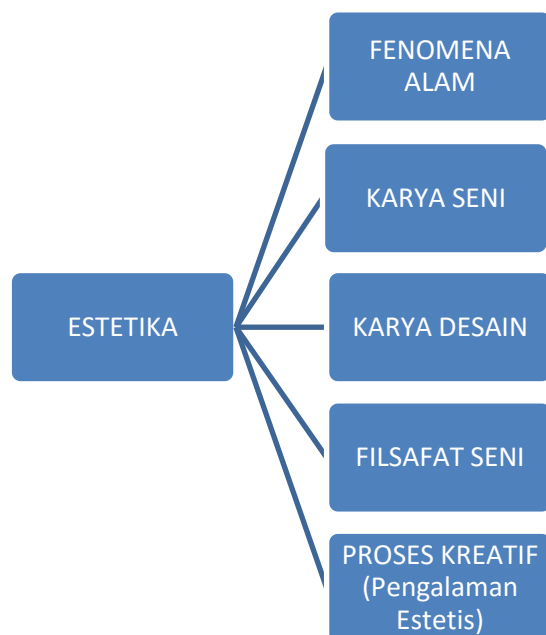 ESTETIKA
FENOMENA
ALAM
KARYA SENI
KARYA DESAIN
FILSAFAT SENI
PROSES KREATIF
(Pengalaman
Estetis)